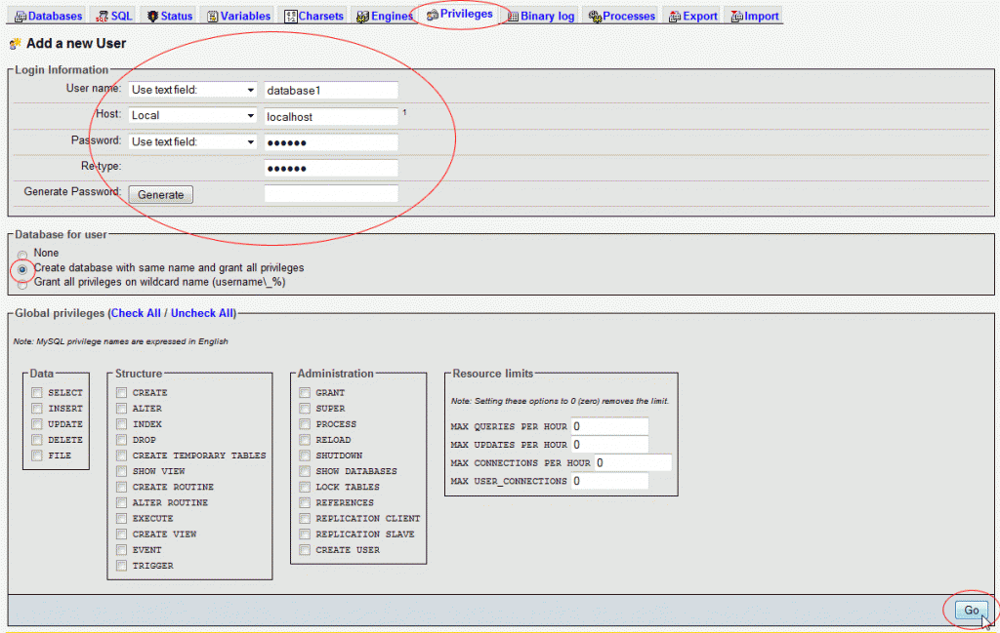 Databases SQL Status Variables Charsets Engines Privileges Binary log Processes Export Import
Add a new User
Login Information
User name: Use text field: database1
Host: Local localhost 1
Password: Use text field: ●●●●●●
Re-type: ●●●●●●
Generate Password: Generate
Database for user
None
Create database with same name and grant all privileges
Grant all privileges on wildcard name (username\_%)
Global privileges (Check All / Uncheck All)
Note: MySQL privilege names are expressed in English
Data
SELECT
INSERT
UPDATE
DELETE
FILE
Structure
CREATE
ALTER
INDEX
DROP
CREATE TEMPORARY TABLES
SHOW VIEW
CREATE ROUTINE
ALTER ROUTINE
EXECUTE
CREATE VIEW
EVENT
TRIGGER
Administration
GRANT
SUPER
PROCESS
RELOAD
SHUTDOWN
SHOW DATABASES
LOCK TABLES
REFERENCES
REPLICATION CLIENT
REPLICATION SLAVE
CREATE USER
Resource limits
Note: Setting these options to 0 (zero) removes the limit.
MAX QUERIES PER HOUR 0
MAX UPDATES PER HOUR 0
MAX CONNECTIONS PER HOUR 0
MAX USER_CONNECTIONS 0
Go